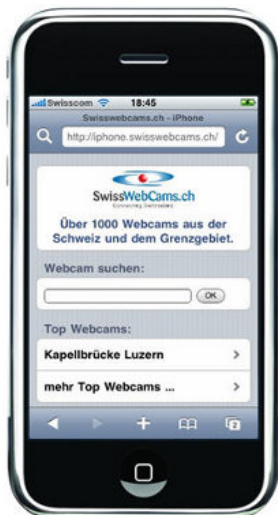 Swisscom 18:45
Swisswebcams.ch - iPhone
http://iphone.swisswebcams.ch/
SwissWebCams.ch
Connecting Switzerland
Über 1000 Webcams aus der
Schweiz und dem Grenzgebiet.
Webcam suchen:
OK
Top Webcams:
Kapellbrücke Luzern
mehr Top Webcams ...
2